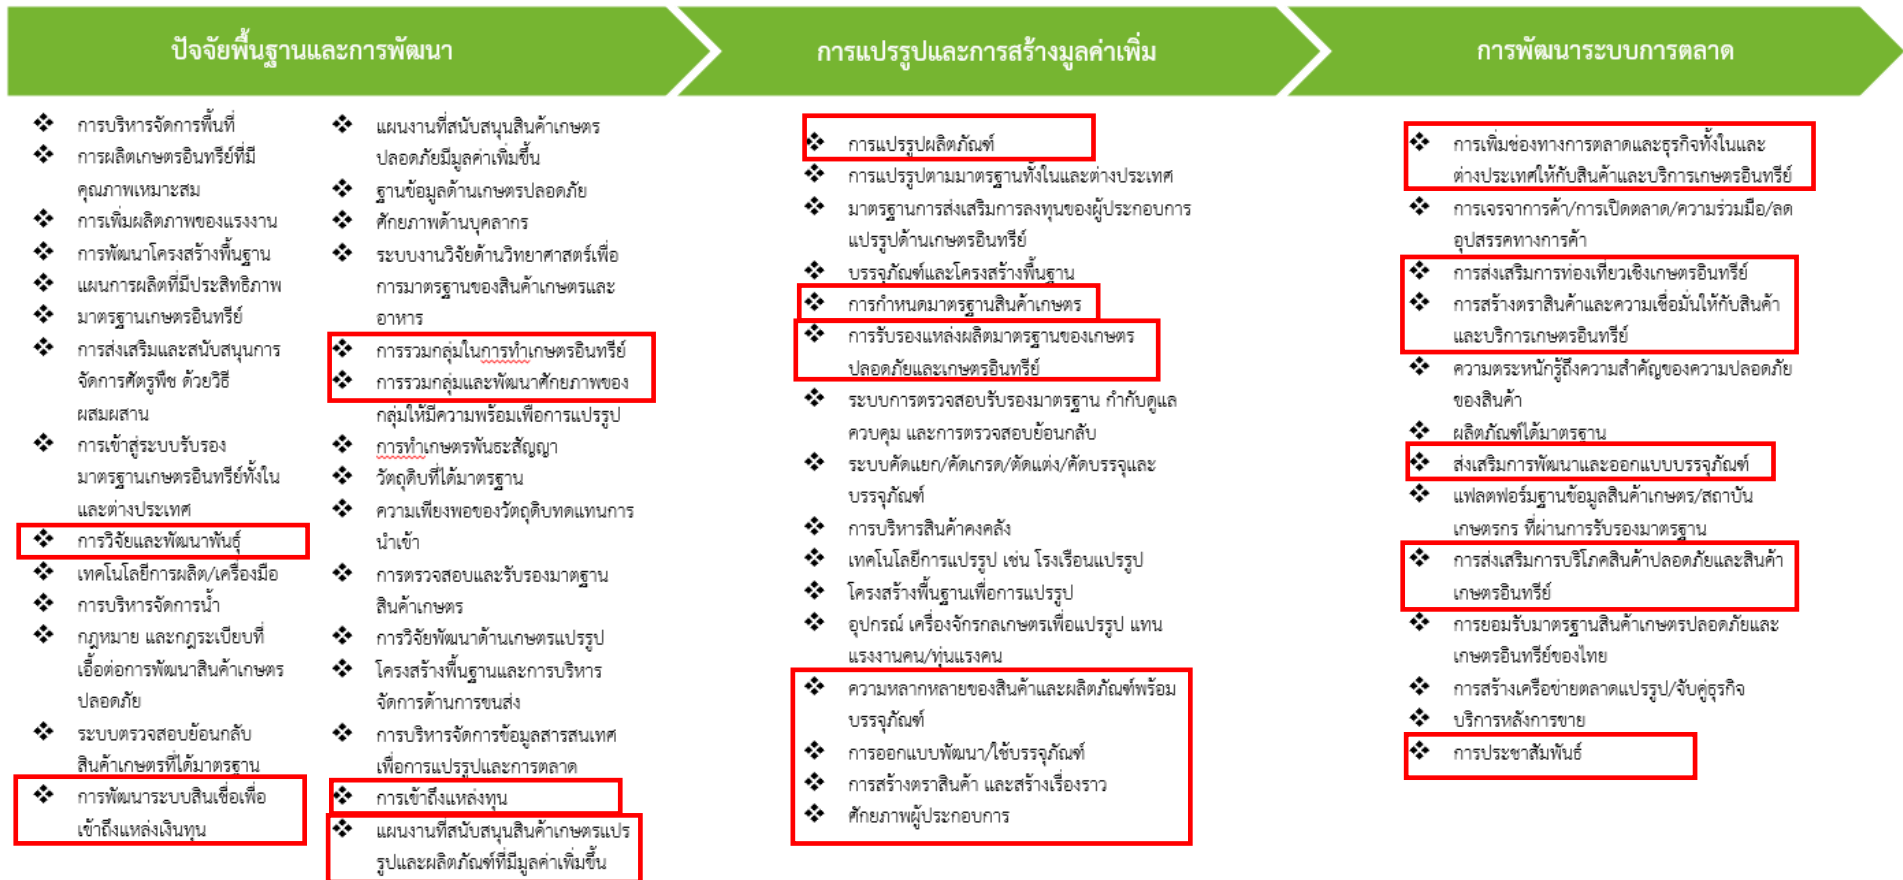 ปัจจัยพื้นฐานและการพัฒนา
การแปรรูปและการสร้างมูลค่าเพิ่ม
การพัฒนาระบบการตลาด
การบริหารจัดการพื้นที่
การผลิตเกษตรอินทรีย์ที่มี
คุณภาพเหมาะสม
การเพิ่มผลิตภาพของแรงงาน
การพัฒนาโครงสร้างพื้นฐาน
แผนการผลิตที่มีประสิทธิภาพ
มาตรฐานเกษตรอินทรีย์
การส่งเสริมและสนับสนุนการ
จัดการศัตรูพืช ด้วยวิธี
ผสมผสาน
การเข้าสู่ระบบรับรอง
มาตรฐานเกษตรอินทรีย์ทั้งใน
และต่างประเทศ
การวิจัยและพัฒนาพันธุ์
เทคโนโลยีการผลิต/เครื่องมือ
การบริหารจัดการน้ำ
กฎหมาย และกฎระเบียบที่
เอื้อต่อการพัฒนาสินค้าเกษตร
ปลอดภัย
ระบบตรวจสอบย้อนกลับ
สินค้าเกษตรที่ได้มาตรฐาน
การพัฒนาระบบสินเชื่อเพื่อ
เข้าถึงแหล่งเงินทุน
แผนงานที่สนับสนุนสินค้าเกษตร
ปลอดภัยมีมูลค่าเพิ่มขึ้น
ฐานข้อมูลด้านเกษตรปลอดภัย
ศักยภาพด้านบุคลากร
ระบบงานวิจัยด้านวิทยาศาสตร์เพื่อ
การมาตรฐานของสินค้าเกษตรและ
อาหาร
การรวมกลุ่มในการทำเกษตรอินทรีย์
การรวมกลุ่มและพัฒนาศักยภาพของ
กลุ่มให้มีความพร้อมเพื่อการแปรรูป
การทำเกษตรพันธะสัญญา
วัตถุดิบที่ได้มาตรฐาน
ความเพียงพอของวัตถุดิบทดแทนการ
นำเข้า
การตรวจสอบและรับรองมาตฐาน
สินค้าเกษตร
การวิจัยพัฒนาด้านเกษตรแปรรูป
โครงสร้างพื้นฐานและการบริหาร
จัดการด้านการขนส่ง
การบริหารจัดการข้อมูลสารสนเทศ
เพื่อการแปรรูปและการตลาด
การเข้าถึงแหล่งทุน
แผนงานที่สนับสนุนสินค้าเกษตรแปร
รูปและผลิตภัณฑ์ที่มีมูลค่าเพิ่มขึ้น
การแปรรูปผลิตภัณฑ์
การแปรรูปตามมาตรฐานทั้งในและต่างประเทศ
มาตรฐานการส่งเสริมการลงทุนของผู้ประกอบการ
แปรรูปด้านเกษตรอินทรีย์
บรรจุภัณฑ์และโครงสร้างพื้นฐาน
การกำหนดมาตรฐานสินค้าเกษตร
การรับรองแหล่งผลิตมาตรฐานของเกษตร
ปลอดภัยและเกษตรอินทรีย์
ระบบการตรวจสอบรับรองมาตรฐาน กำกับดูแล
ควบคุม และการตรวจสอบย้อนกลับ
ระบบคัดแยก/คัดเกรด/ตัดแต่ง/คัดบรรจุและ
บรรจุภัณฑ์
การบริหารสินค้าคงคลัง
เทคโนโลยีการแปรรูป เช่น โรงเรือนแปรรูป
โครงสร้างพื้นฐานเพื่อการแปรรูป
อุปกรณ์ เครื่องจักรกลเกษตรเพื่อแปรรูป แทน
แรงงานคน/ทุ่นแรงคน
ความหลากหลายของสินค้าและผลิตภัณฑ์พร้อม
บรรจุภัณฑ์
การออกแบบพัฒนา/ใช้บรรจุภัณฑ์
การสร้างตราสินค้า และสร้างเรื่องราว
ศักยภาพผู้ประกอบการ
การเพิ่มช่องทางการตลาดและธุรกิจทั้งในและ
ต่างประเทศให้กับสินค้าและบริการเกษตรอินทรีย์
การเจรจาการค้า/การเปิดตลาด/ความร่วมมือ/ลด
อุปสรรคทางการค้า
การส่งเสริมการท่องเที่ยวเชิงเกษตรอินทรีย์
การสร้างตราสินค้าและความเชื่อมั่นให้กับสินค้า
และบริการเกษตรอินทรีย์
ความตระหนักรู้ถึงความสำคัญของความปลอดภัย
ของสินค้า
ผลิตภัณฑ์ได้มาตรฐาน
ส่งเสริมการพัฒนาและออกแบบบรรจุภัณฑ์
แฟลตฟอร์มฐานข้อมูลสินค้าเกษตร/สถาบัน
เกษตรกร ที่ผ่านการรับรองมาตรฐาน
การส่งเสริมการบริโภคสินค้าปลอดภัยและสินค้า
เกษตรอินทรีย์
การยอมรับมาตรฐานสินค้าเกษตรปลอดภัยและ
เกษตรอินทรีย์ของไทย
การสร้างเครือข่ายตลาดแปรรูป/จับคู่ธุรกิจ
บริการหลังการขาย
การประชาสัมพันธ์